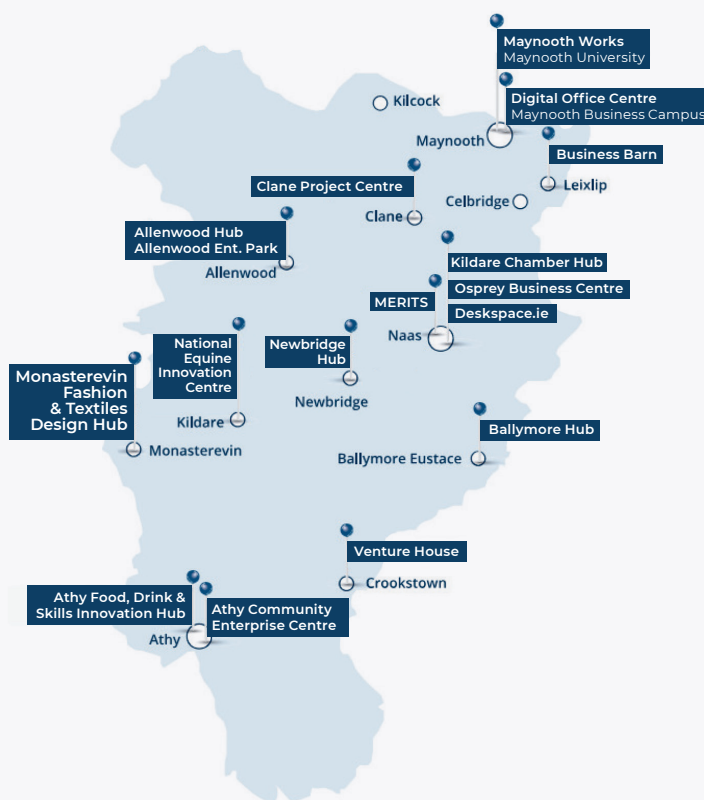 Maynooth Works
Maynooth University
Digital Office Centre
Maynooth Business Campus
Kilcock
Maynooth
Business Barn
Clane Project Centre
Leixlip
Celbridge
Clane
Allenwood Hub
Allenwood Ent. Park
Allenwood
Kildare Chamber Hub
Osprey Business Centre
MERITS
Deskspace.ie
Naas
National
Equine
Innovation
Centre
Newbridge
Hub
Newbridge
Monasterevin
Fashion
& Textiles
Design Hub
Kildare
Monasterevin
Ballymore Hub
Ballymore Eustace
Venture House
Crookstown
Athy Food, Drink &
Skills Innovation Hub
Athy Community
Enterprise Centre
Athy